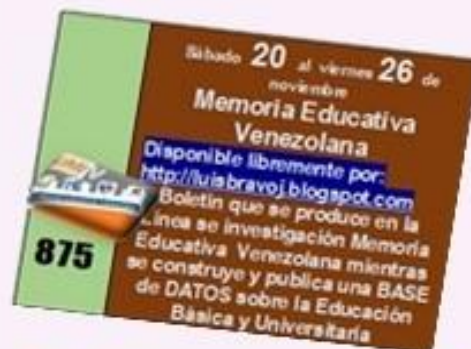 Sábado 20 al viernes 26 de
noviembre
Memoria Educativa
Venezolana
Disponible libremente por:
http://luisbravoj.blogspot.com
Boletín que se produce en la
Línea se investigación Memoria
Educativa Venezolana mientras
se construye y publica una BASE
de DATOS sobre la Educación
Básica y Universitaria
875